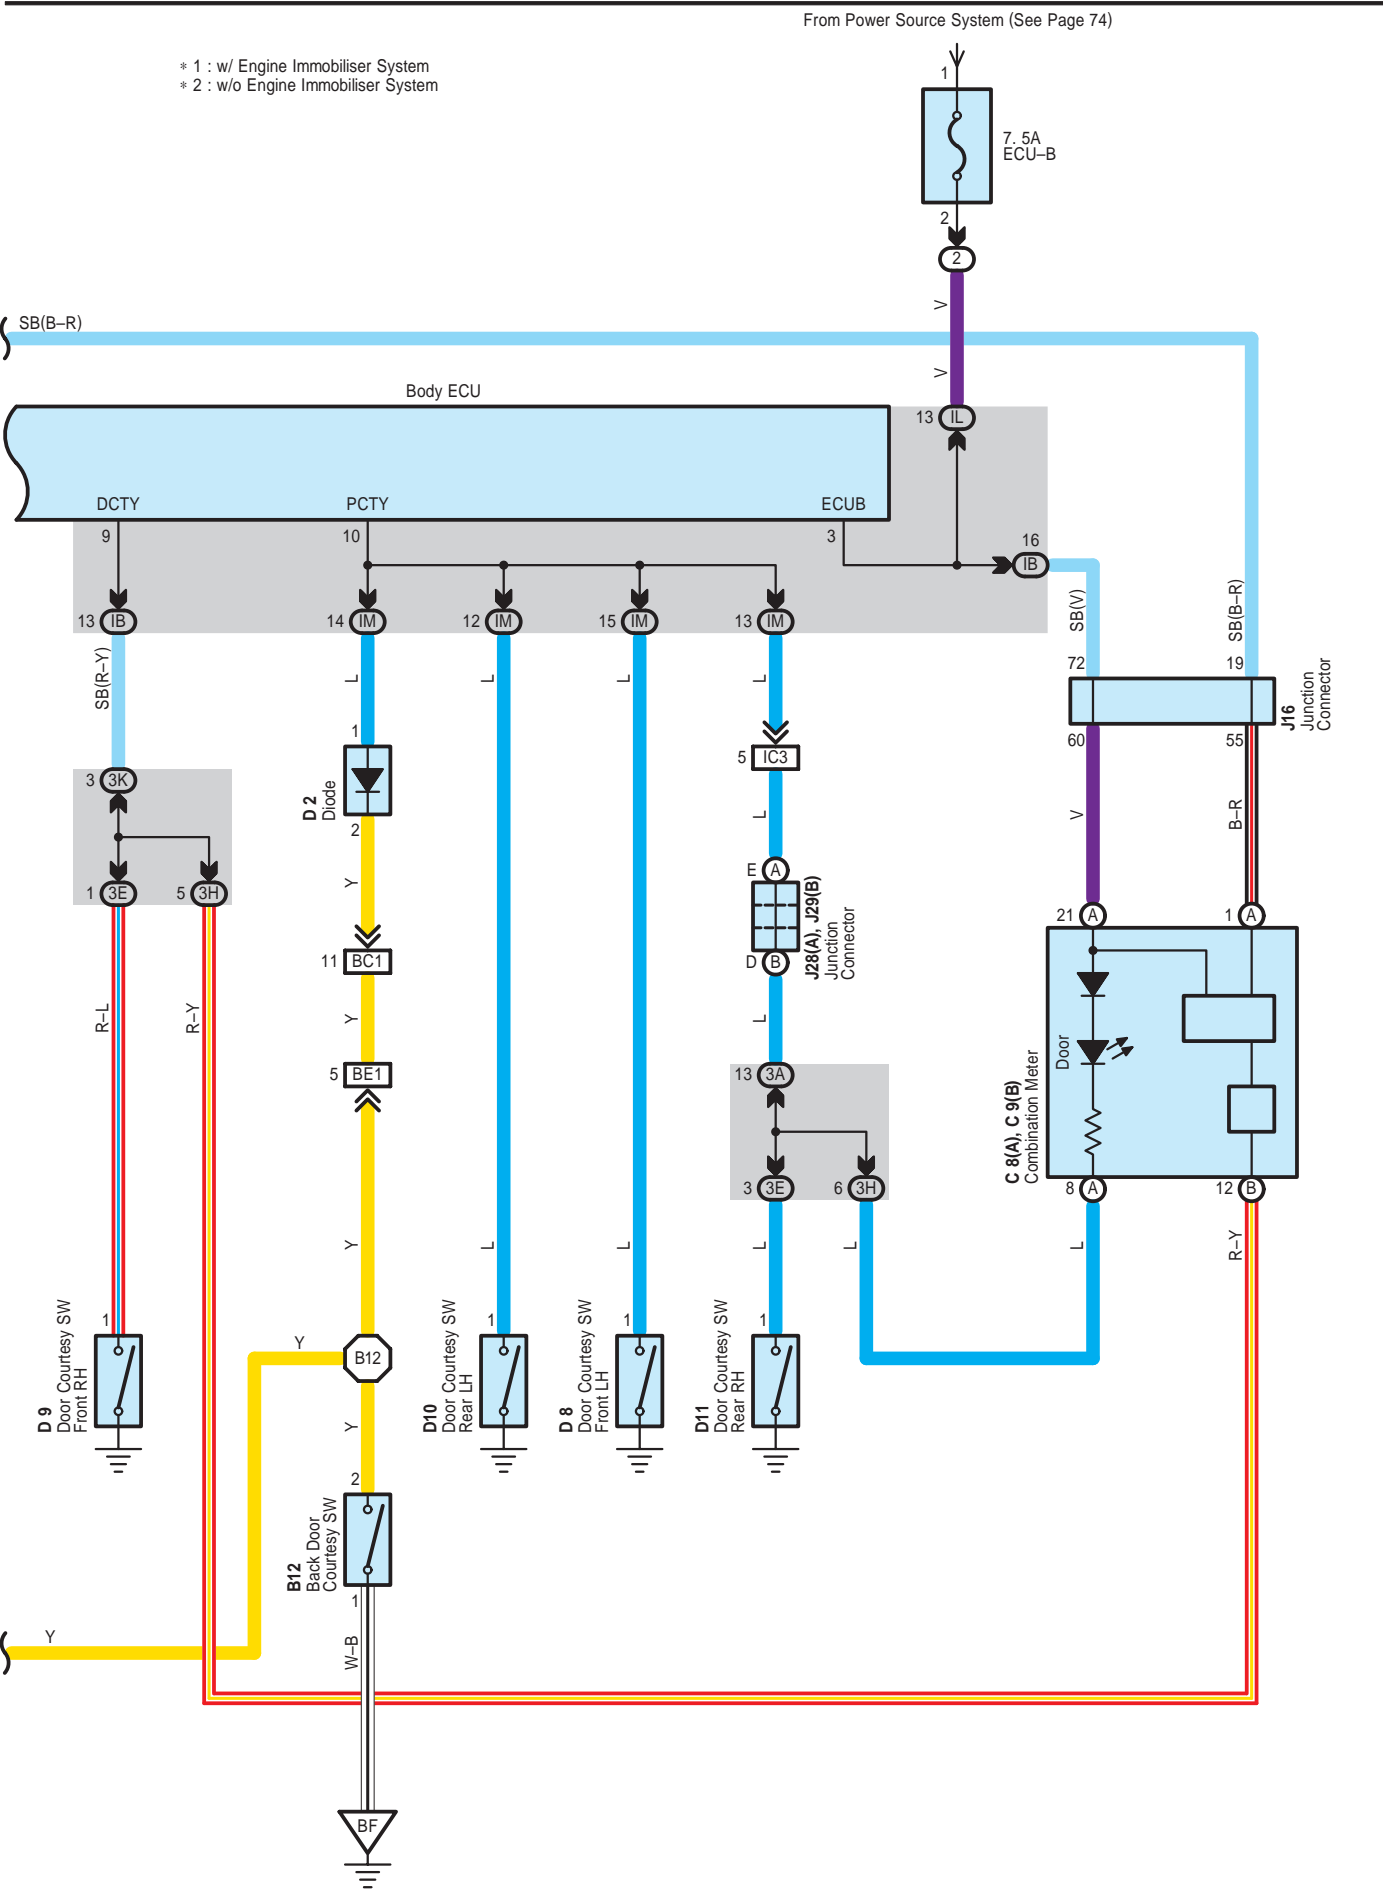 From Power Source System (See Page 74)
∗ 1 : w/ Engine Immobiliser System
∗ 2 : w/o Engine Immobiliser System
1
7. 5A
ECU–B
2
2
V
SB(B–R)
V
Body ECU
13 IL
DCTY
PCTY
ECUB
9
10
3
16
IB
13 IB
14 IM
12 IM
15 IM
13 IM
SB(V)
SB(B–R)
SB(R–Y)
L
L
L
L
72
19
J16
Junction
Connector
60
55
1
D 2
Diode
2
5 IC3
3 3K
L
V
B–R
E A
J28(A), J29(B)
Junction
Connector
D B
1 3E
5 3H
Y
21 A
1 A
11 BC1
R–L
R–Y
Y
L
5 BE1
13 3A
Door
C 8(A), C 9(B)
Combination Meter
3 3E
6 3H
8 A
12 B
Y
L
L
L
L
L
R–Y
1
D 9
Door Courtesy SW
Front RH
Y
B12
1
D10
Door Courtesy SW
Rear LH
1
D 8
Door Courtesy SW
Front LH
1
D11
Door Courtesy SW
Rear RH
Y
2
B12
Back Door
Courtesy SW
1
Y
W–B
BF